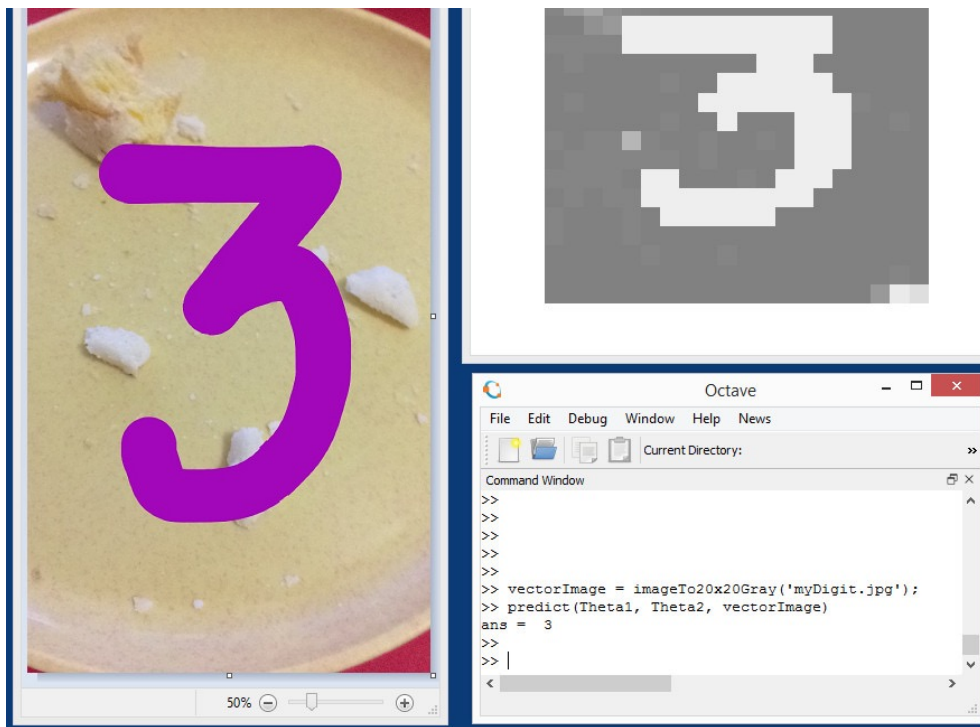 3
50%
3
Octave
File Edit Debug Window Help News
Current Directory:
»
Command Window
>>
>>
>>
>>
>>
>> vectorImage = imageTo20x20Gray('myDigit.jpg');
>> predict(Theta1, Theta2, vectorImage)
ans =  3
>>
>>